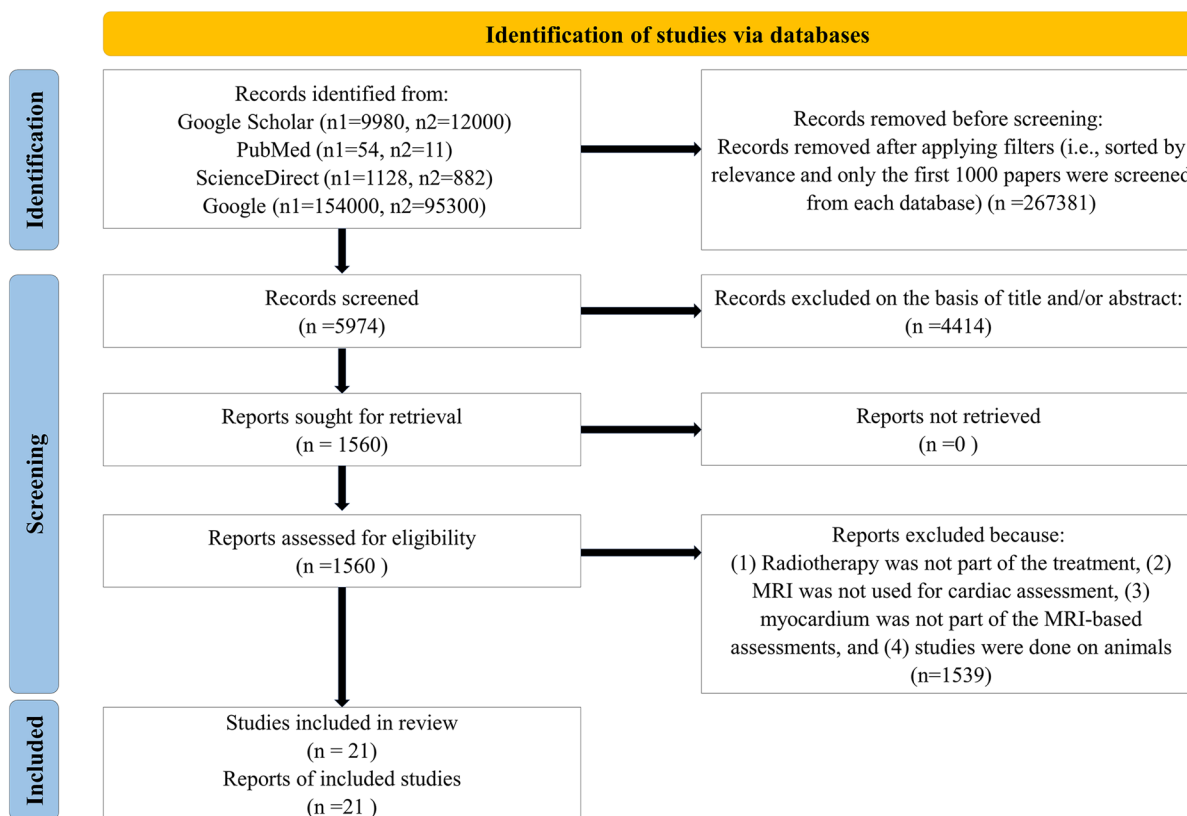 Identification of studies via databases
Identification
Records identified from:
Google Scholar (n1=9980, n2=12000)
PubMed (n1=54, n2=11)
ScienceDirect (n1=1128, n2=882)
Google (n1=154000, n2=95300)
Records removed before screening:
Records removed after applying filters (i.e., sorted by
relevance and only the first 1000 papers were screened
from each database) (n =267381)
Screening
Records screened
(n =5974)
Records excluded on the basis of title and/or abstract:
(n =4414)
Reports sought for retrieval
(n = 1560)
Reports not retrieved
(n =0 )
Reports assessed for eligibility
(n =1560 )
Reports excluded because:
(1) Radiotherapy was not part of the treatment, (2)
MRI was not used for cardiac assessment, (3)
myocardium was not part of the MRI-based
assessments, and (4) studies were done on animals
(n=1539)
Included
Studies included in review
(n = 21)
Reports of included studies
(n =21 )